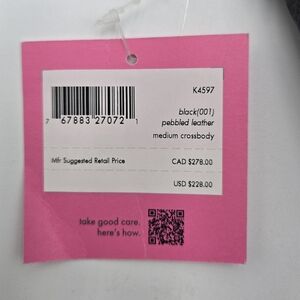 K4597
7 67883 27072 1
black(001)
pebbled leather
medium crossbody
Mfr Suggested Retail Price CAD $278.00
USD $228.00
take good care.
here's how.